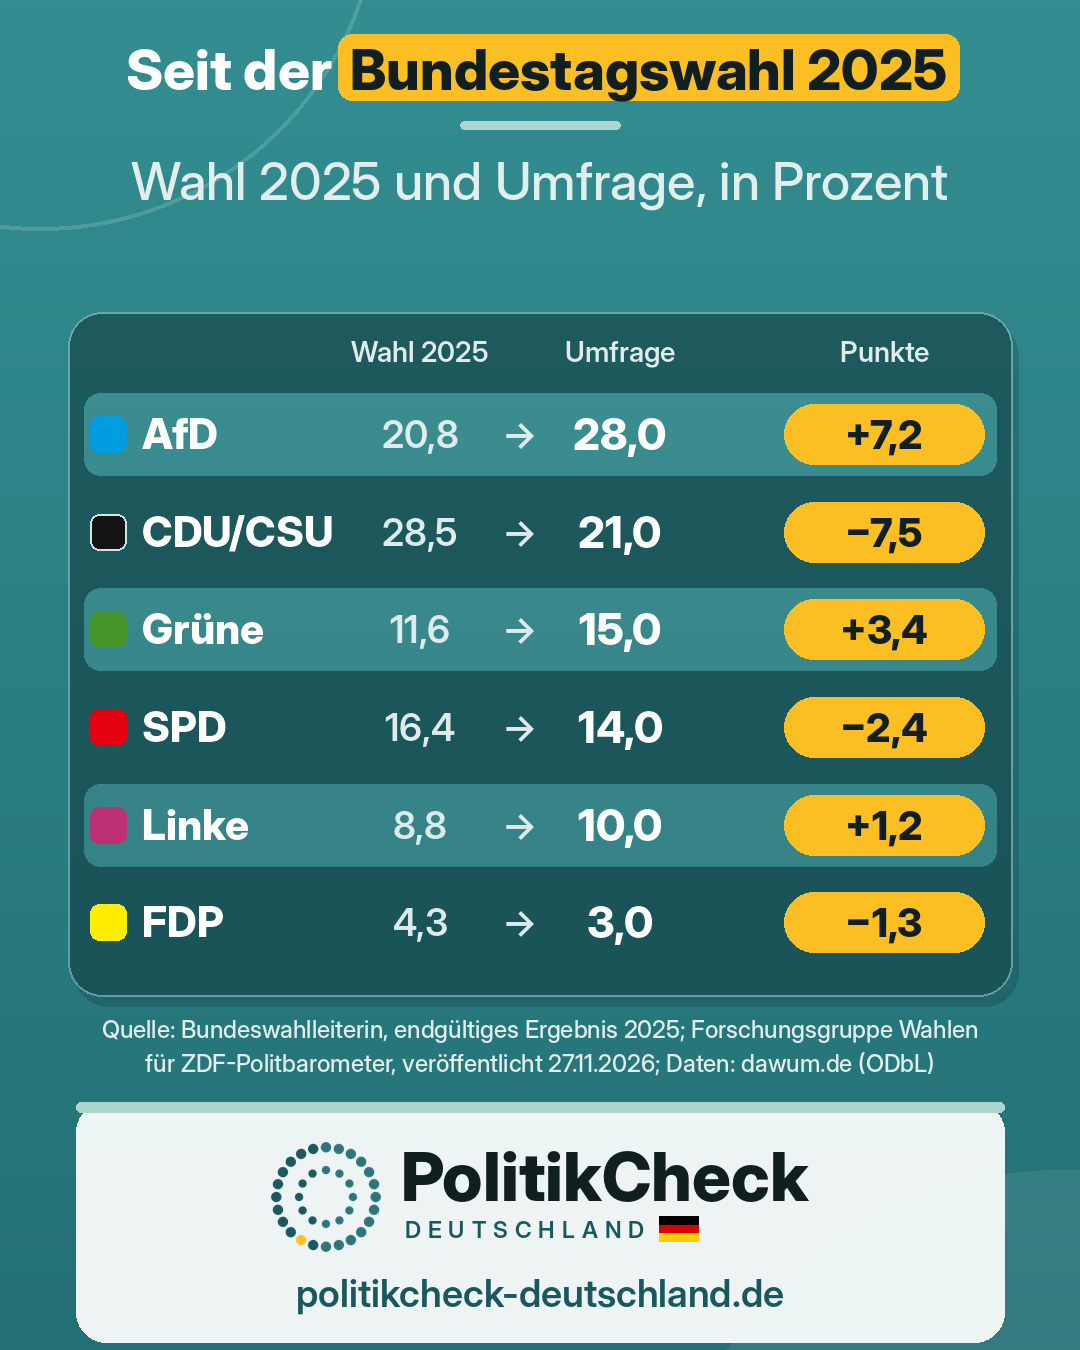 Seit der Bundestagswahl 2025
Wahl 2025 und Umfrage, in Prozent
Wahl 2025 Umfrage Punkte
AfD 20,8 → 28,0 +7,2
CDU/CSU 28,5 → 21,0 −7,5
Grüne 11,6 → 15,0 +3,4
SPD 16,4 → 14,0 −2,4
Linke 8,8 → 10,0 +1,2
FDP 4,3 → 3,0 −1,3
Quelle: Bundeswahlleiterin, endgültiges Ergebnis 2025; Forschungsgruppe Wahlen
für ZDF-Politbarometer, veröffentlicht 27.11.2026; Daten: dawum.de (ODbL)
PolitikCheck
DEUTSCHLAND
politikcheck-deutschland.de